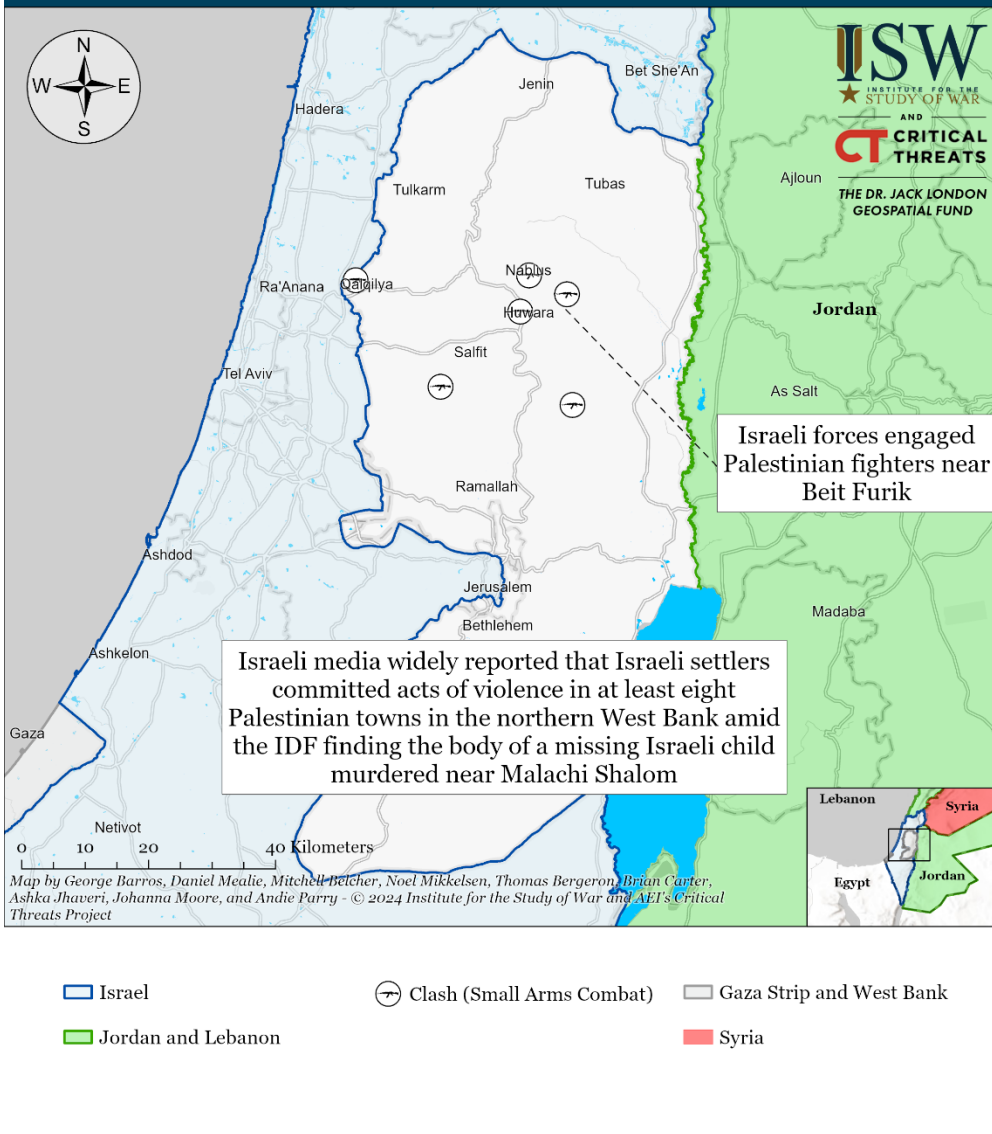 N
W
E
S
ISW
INSTITUTE FOR THE
STUDY OF WAR
AND
CT CRITICAL
THREATS
THE DR. JACK LONDON
GEOSPATIAL FUND
Jenin
Bet She'An
Hadera
Tulkarm
Tubas
Ajloun
Nablus
Ra'Anana
Qalqilya
Huwara
Jordan
Salfit
Tel Aviv
As Salt
Israeli forces engaged
Palestinian fighters near
Beit Furik
Ramallah
Ashdod
Jerusalem
Madaba
Bethlehem
Ashkelon
Israeli media widely reported that Israeli settlers
committed acts of violence in at least eight
Palestinian towns in the northern West Bank amid
the IDF finding the body of a missing Israeli child
murdered near Malachi Shalom
Gaza
Netivot
0 10 20 40 Kilometers
Map by George Barros, Daniel Mealie, Mitchell Belcher, Noel Mikkelsen, Thomas Bergeron, Brian Carter,
Ashka Jhaveri, Johanna Moore, and Andie Parry - © 2024 Institute for the Study of War and AEI's Critical
Threats Project
Lebanon
Syria
Egypt
Jordan
Israel
Clash (Small Arms Combat)
Gaza Strip and West Bank
Jordan and Lebanon
Syria